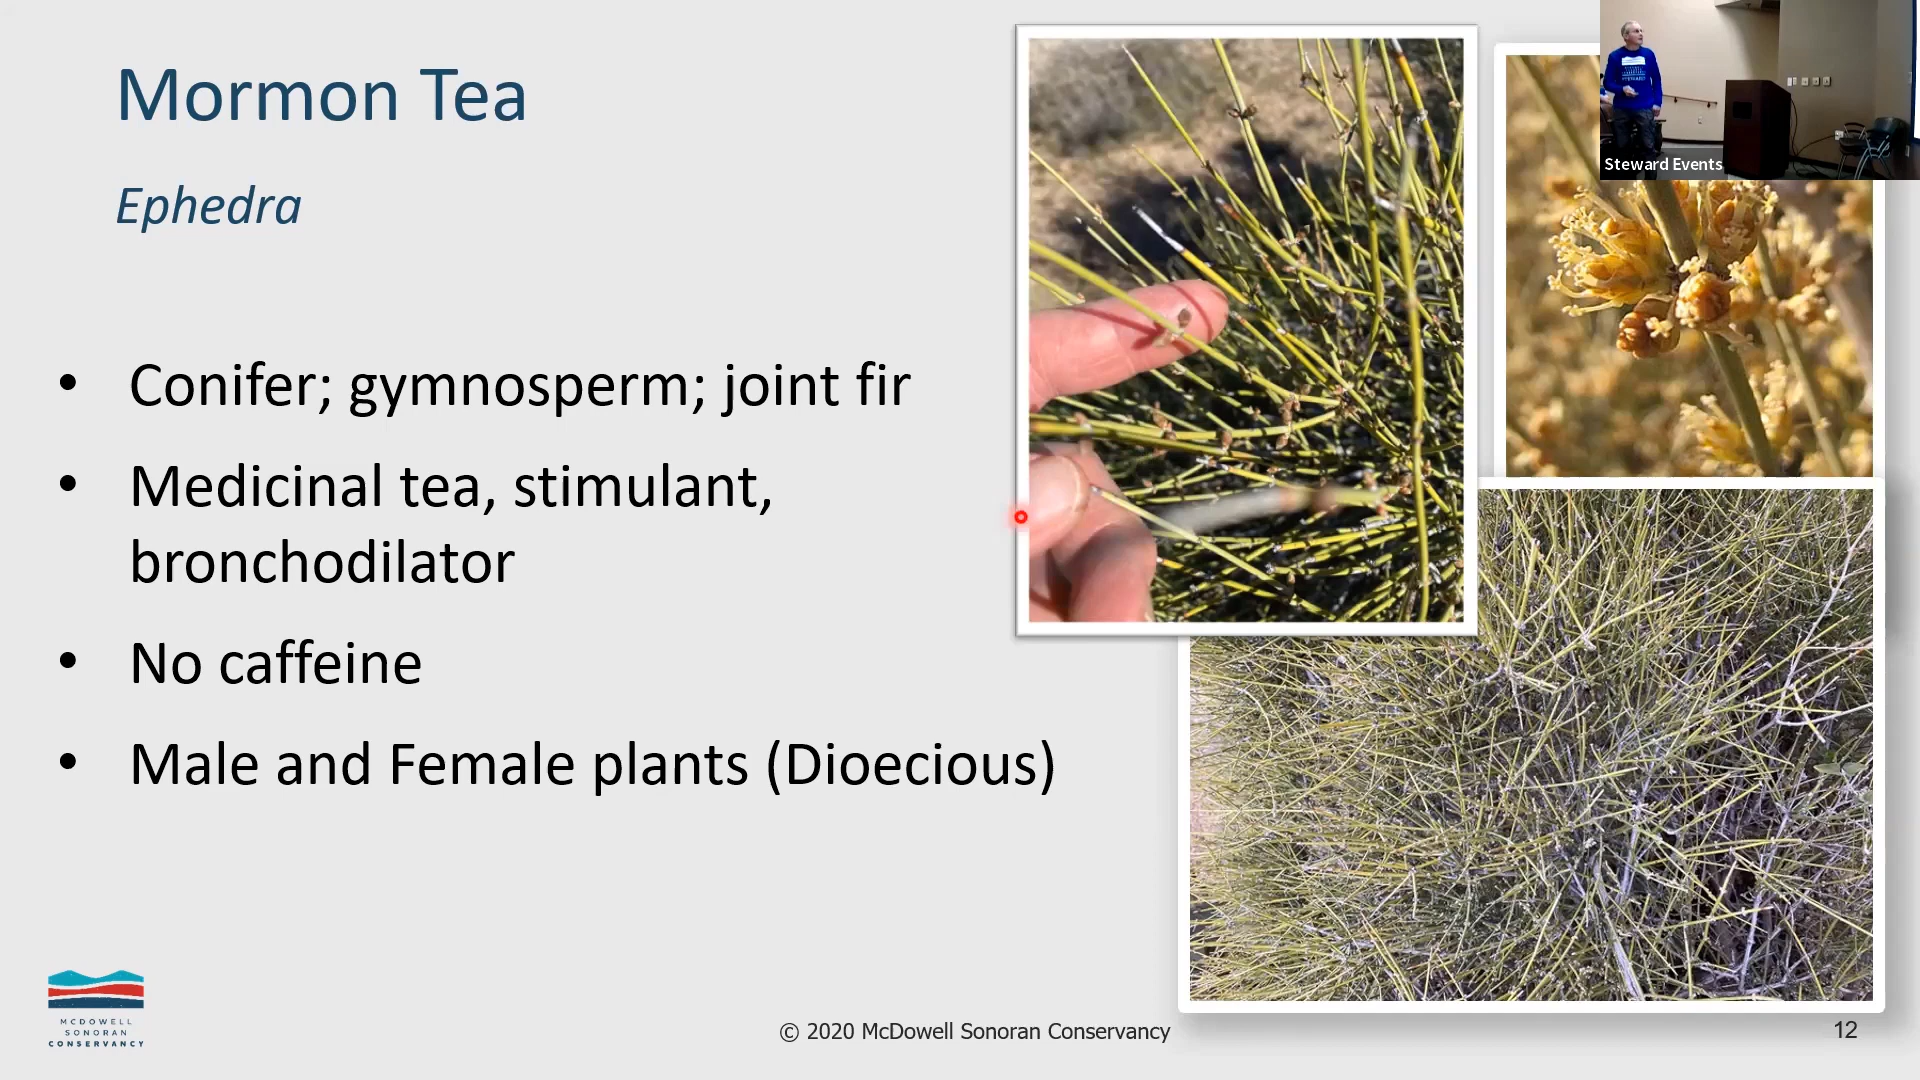 Mormon Tea
Ephedra
• Conifer; gymnosperm; joint fir
• Medicinal tea, stimulant,
bronchodilator
• No caffeine
• Male and Female plants (Dioecious)
Steward Events
MCDOWELL
SONORAN
CONSERVANCY
© 2020 McDowell Sonoran Conservancy
12